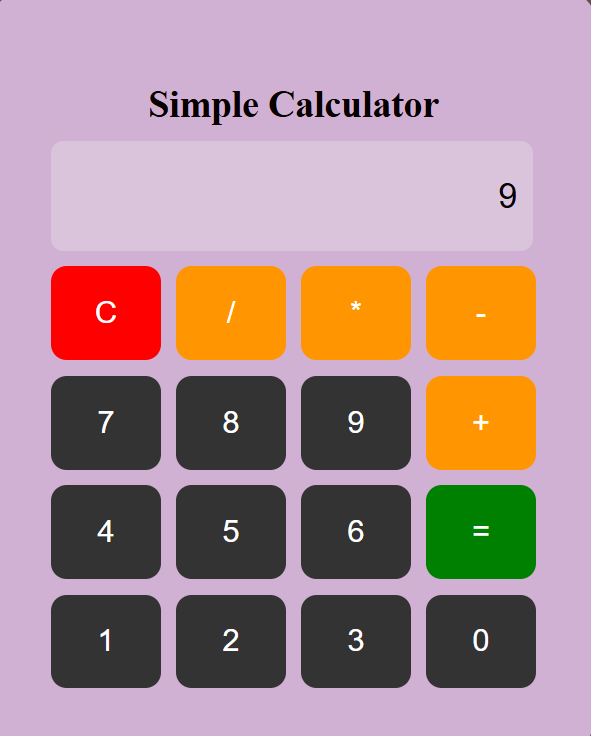 Simple Calculator
9
C / * -
7 8 9 +
4 5 6 =
1 2 3 0